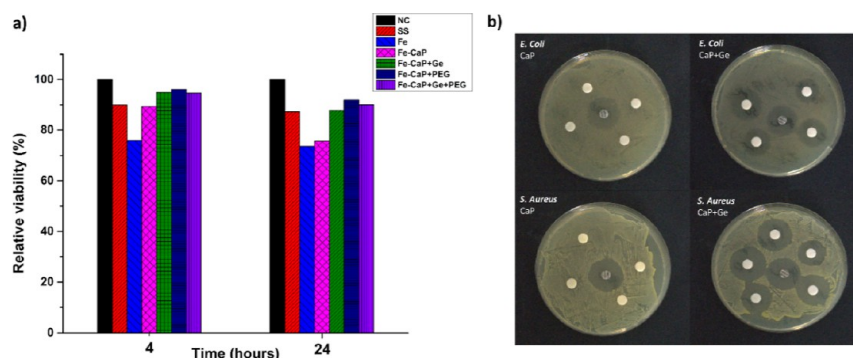 a)
NC
SS
Fe
Fe-CaP
Fe-CaP+Ge
Fe-CaP+PEG
Fe-CaP+Ge+PEG
100
80
60
40
20
0
Relative viability (%)
4
24
Time (hours)
b)
E. Coli
CaP
E. Coli
CaP+Ge
S. Aureus
CaP
S. Aureus
CaP+Ge